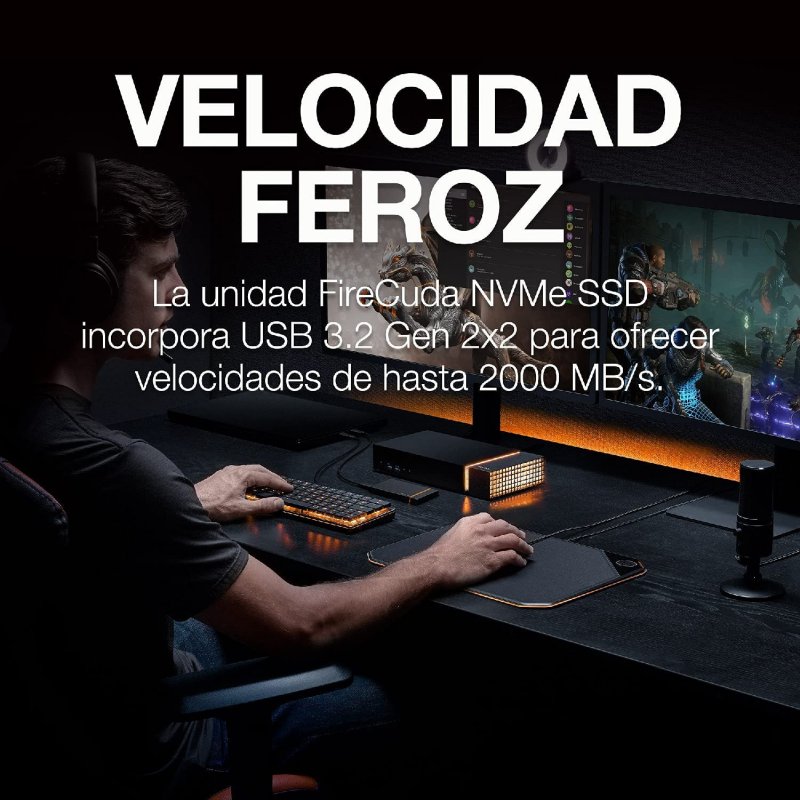 VELOCIDAD
FEROZ
La unidad FireCuda NVMe SSD
incorpora USB 3.2 Gen 2x2 para ofrecer
velocidades de hasta 2000 MB/s.